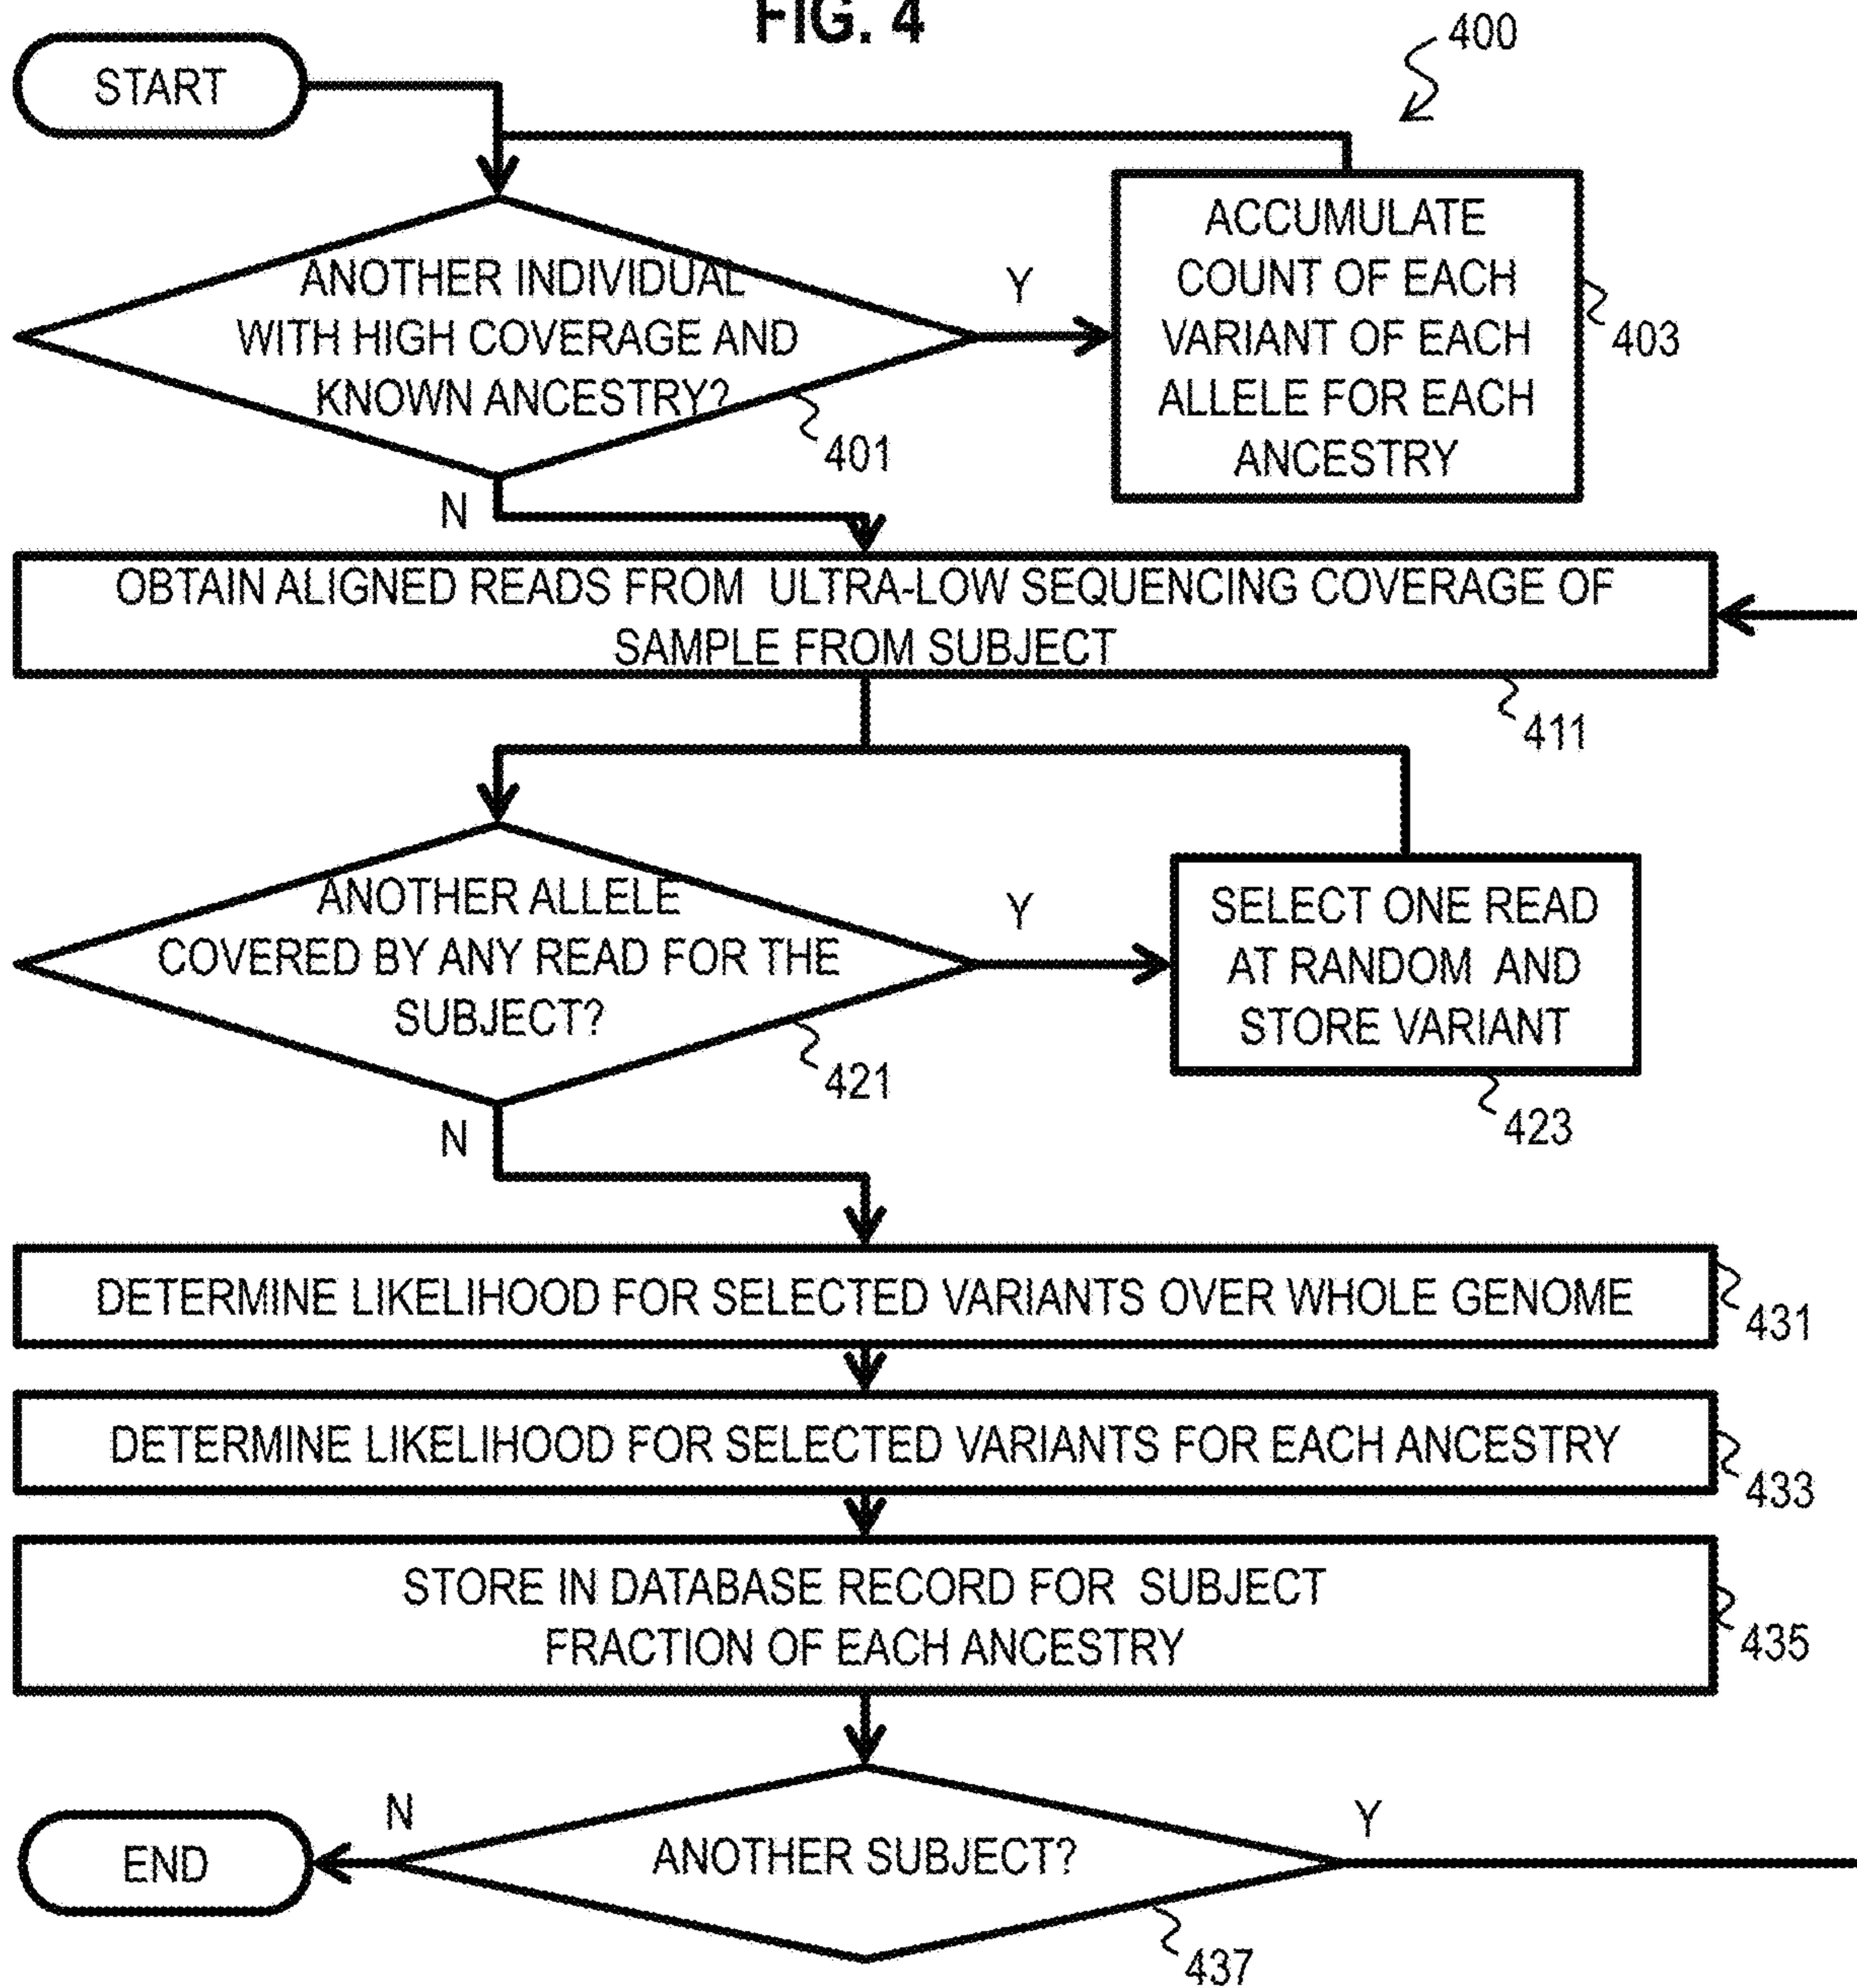 FIG. 4
400
START
ANOTHER INDIVIDUAL
WITH HIGH COVERAGE AND
KNOWN ANCESTRY?
401
Y
N
ACCUMULATE
COUNT OF EACH
VARIANT OF EACH
ALLELE FOR EACH
ANCESTRY
403
OBTAIN ALIGNED READS FROM ULTRA-LOW SEQUENCING COVERAGE OF
SAMPLE FROM SUBJECT
411
ANOTHER ALLELE
COVERED BY ANY READ FOR THE
SUBJECT?
421
Y
N
SELECT ONE READ
AT RANDOM AND
STORE VARIANT
423
DETERMINE LIKELIHOOD FOR SELECTED VARIANTS OVER WHOLE GENOME
431
DETERMINE LIKELIHOOD FOR SELECTED VARIANTS FOR EACH ANCESTRY
433
STORE IN DATABASE RECORD FOR SUBJECT
FRACTION OF EACH ANCESTRY
435
ANOTHER SUBJECT?
437
N
Y
END